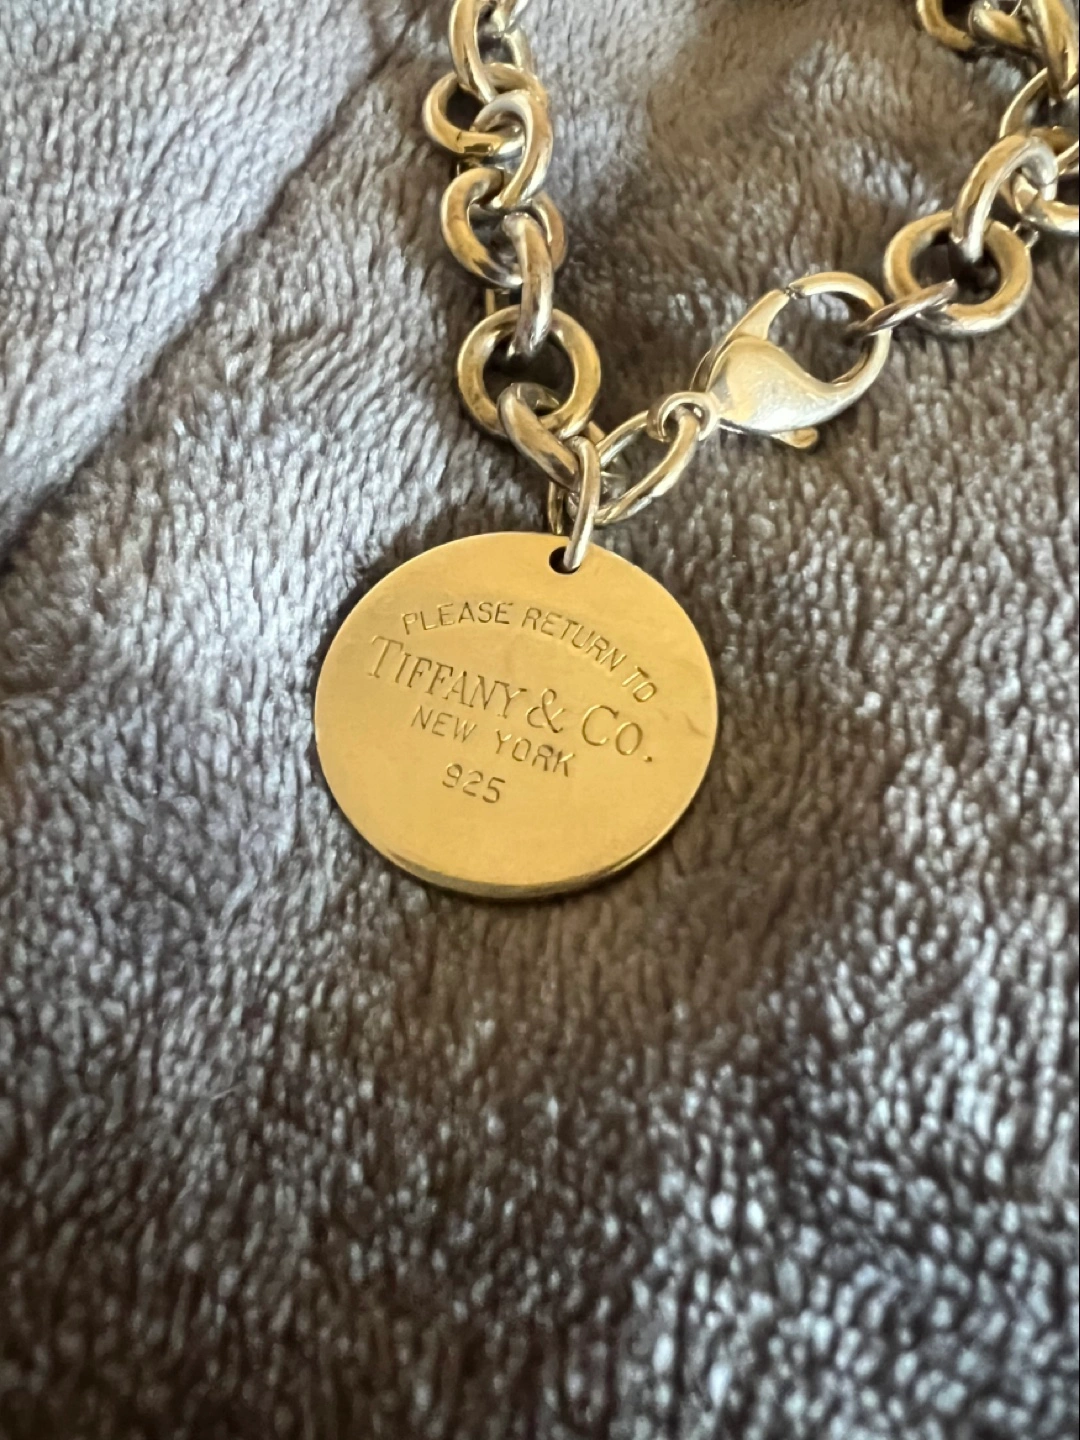 PLEASE RETURN TO
TIFFANY & CO.
NEW YORK
925